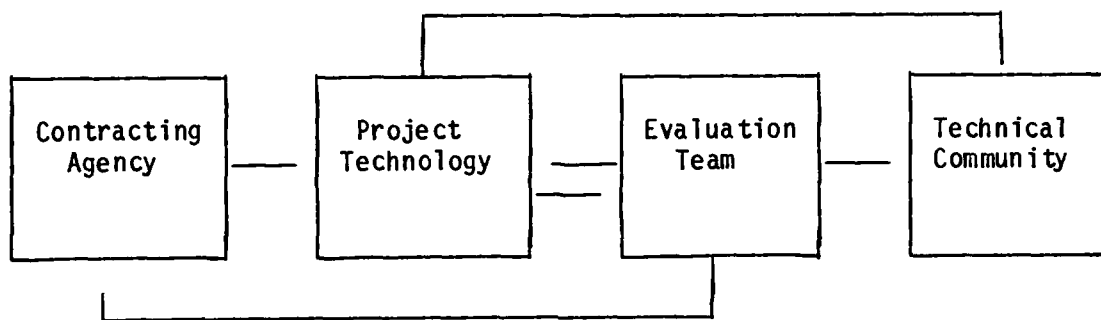 Contracting
Agency
Project
Technology
Evaluation
Team
Technical
Community